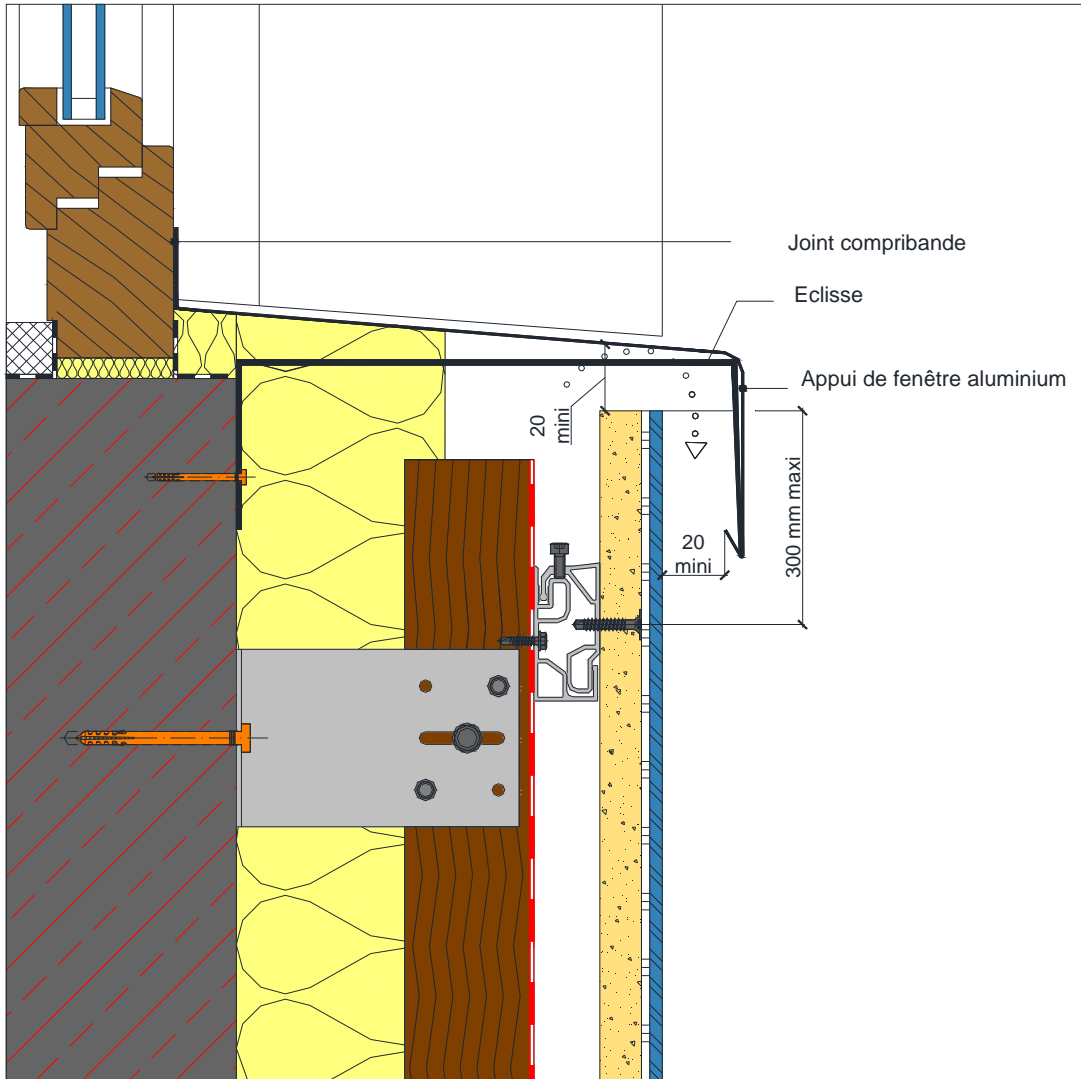 Joint compribande
Eclisse
Appui de fenêtre aluminium
20
mini
20
mini
300 mm maxi